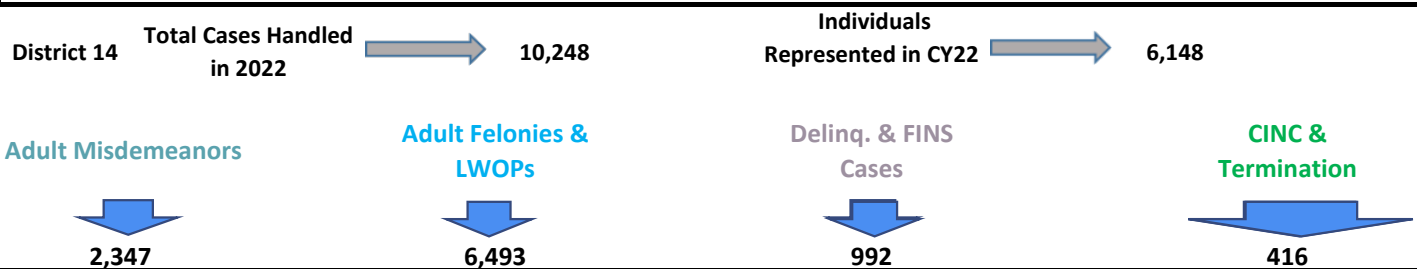 District 14
Total Cases Handled
in 2022
10,248
Individuals
Represented in CY22
6,148
Adult Misdemeanors
Adult Felonies &
LWOPs
Delinq. & FINS
Cases
CINC &
Termination
2,347
6,493
992
416